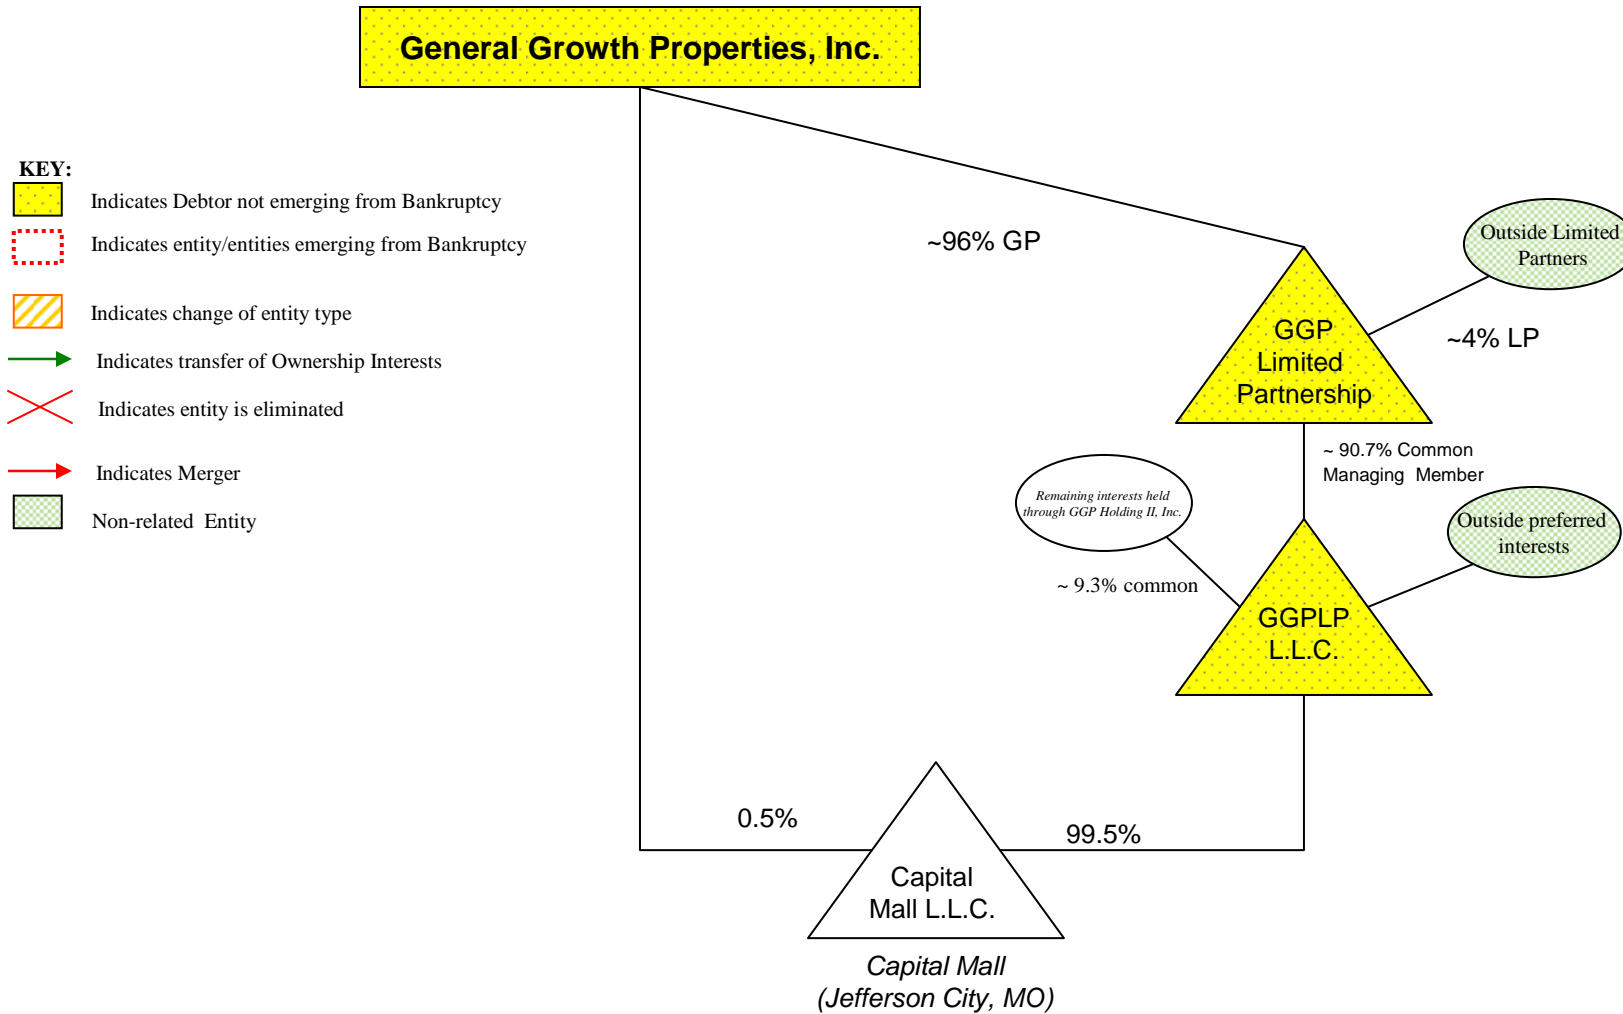 General Growth Properties, Inc.
KEY:
Indicates Debtor not emerging from Bankruptcy
Indicates entity/entities emerging from Bankruptcy
Indicates change of entity type
Indicates transfer of Ownership Interests
Indicates entity is eliminated
Indicates Merger
Non-related Entity
~96% GP
Outside Limited
Partners
~4% LP
GGP
Limited
Partnership
~ 90.7% Common
Managing Member
Remaining interests held
through GGP Holding II, Inc.
~ 9.3% common
Outside preferred
interests
GGPLP
L.L.C.
0.5%
99.5%
Capital
Mall L.L.C.
Capital Mall
(Jefferson City, MO)